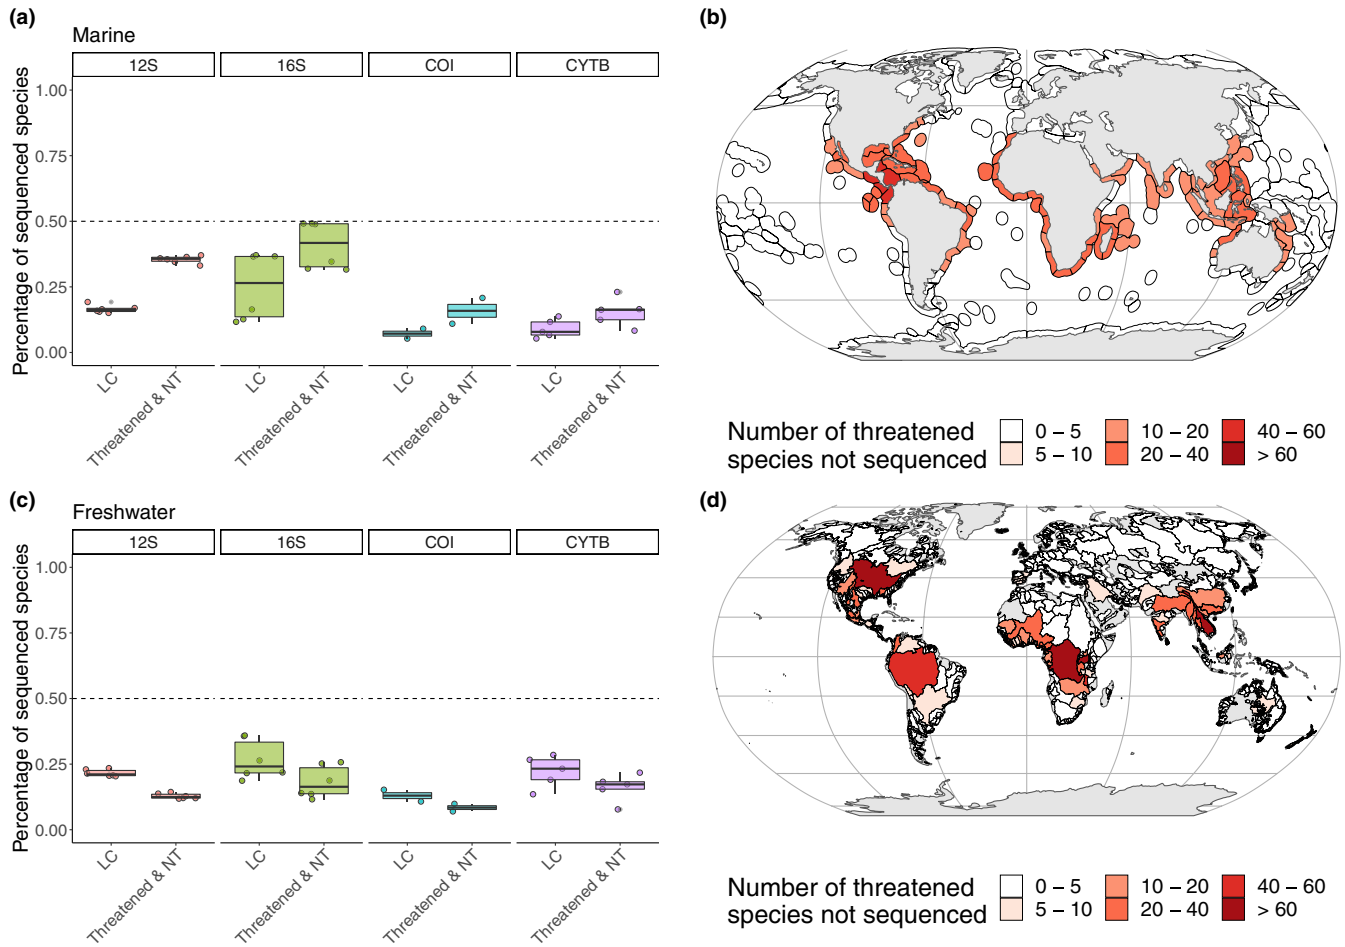 (a)
Marine
12S
16S
COI
CYTB
Percentage of sequenced species
1.00
0.75
0.50
0.25
0.00
LC
Threatened & NT
LC
Threatened & NT
LC
Threatened & NT
LC
Threatened & NT
(b)
Number of threatened
species not sequenced
0 – 5
5 – 10
10 – 20
20 – 40
40 – 60
> 60
(c)
Freshwater
12S
16S
COI
CYTB
Percentage of sequenced species
1.00
0.75
0.50
0.25
0.00
LC
Threatened & NT
LC
Threatened & NT
LC
Threatened & NT
LC
Threatened & NT
(d)
Number of threatened
species not sequenced
0 – 5
5 – 10
10 – 20
20 – 40
40 – 60
> 60